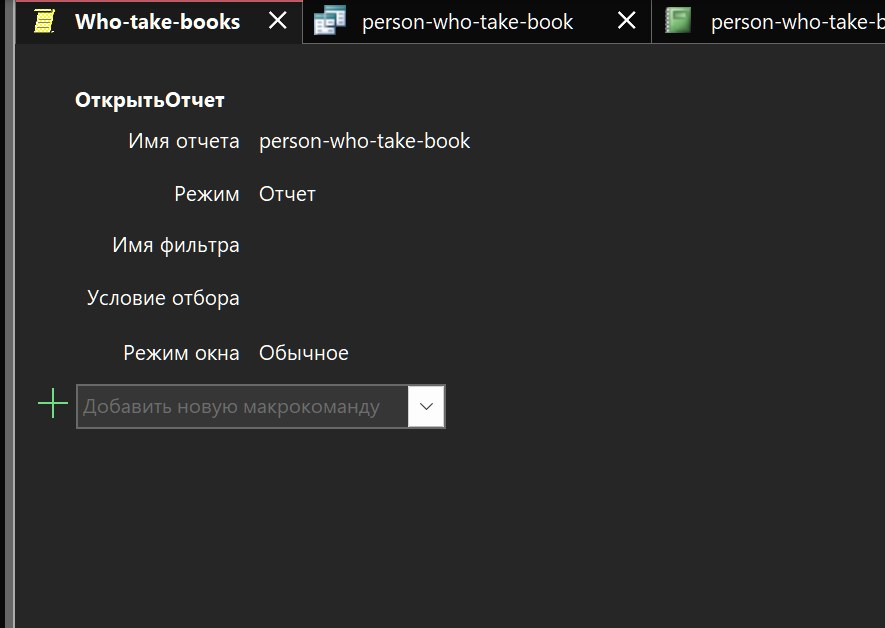 Who-take-books person-who-take-book person-who-take-b
ОткрытьОтчет
Имя отчета person-who-take-book
Режим Отчет
Имя фильтра
Условие отбора
Режим окна Обычное
Добавить новую макрокоманду